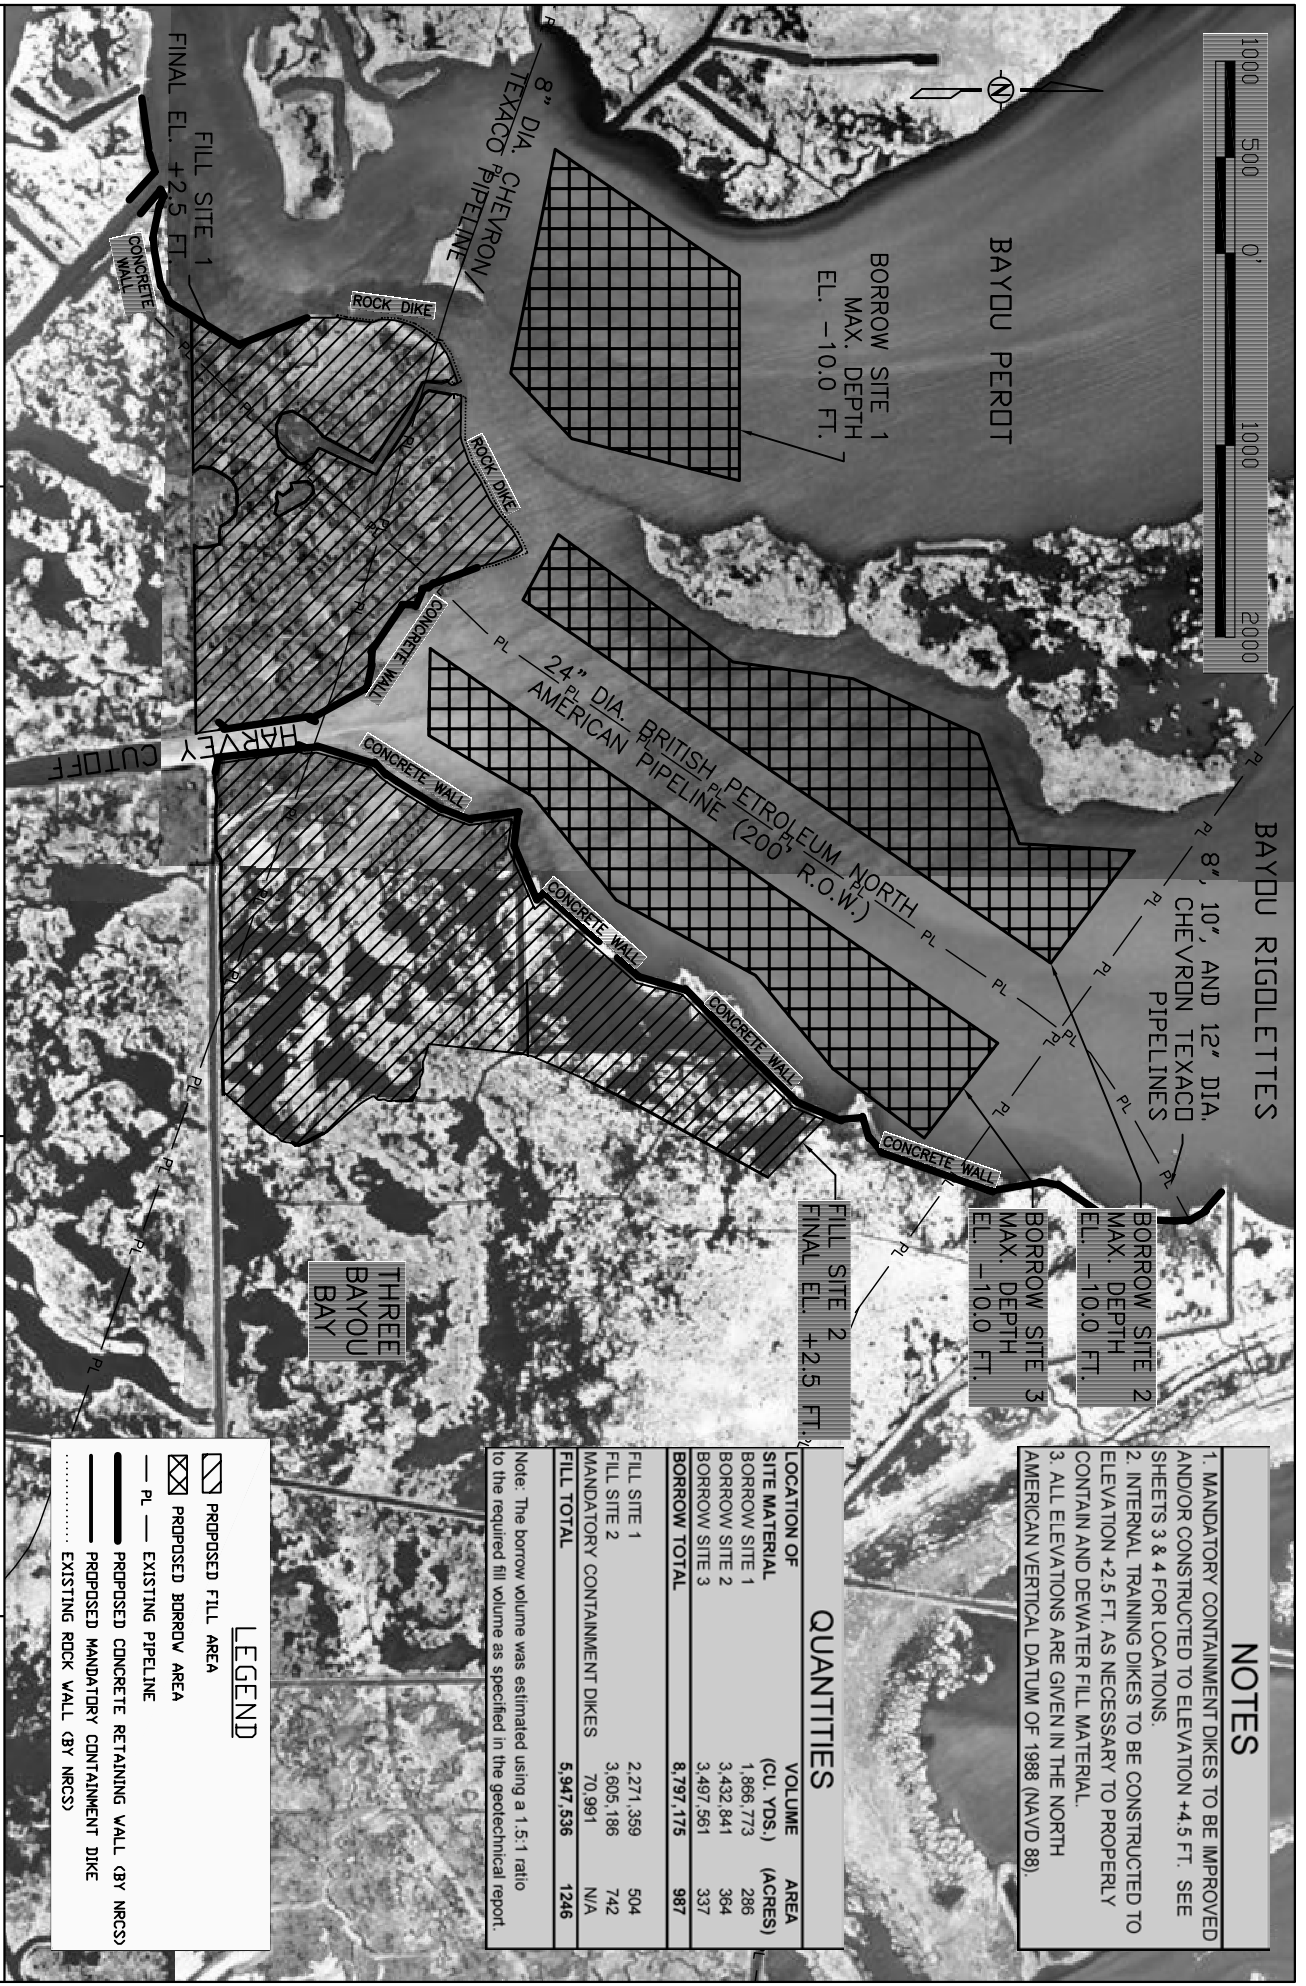 1000 500 0' 1000 2000
N
BAYOU PEROT
BAYOU RIGOLETTES
BORROW SITE 1
MAX. DEPTH
EL. -10.0 FT.
8" DIA. CHEVRON
TEXACO PIPELINE
8", 10", AND 12" DIA.
CHEVRON TEXACO
PIPELINES
24" DIA. BRITISH PETROLEUM NORTH
AMERICAN PIPELINE (200' R.O.W.)
FILL SITE 1
FINAL EL. +2.5 FT.
CONCRETE
WALL
ROCK DIKE
ROCK DIKE
CONCRETE WALL
HARVEY
CUTOFF
CONCRETE WALL
CONCRETE WALL
CONCRETE WALL
CONCRETE WALL
BORROW SITE 2
MAX. DEPTH
EL. -10.0 FT.
BORROW SITE 3
MAX. DEPTH
EL. -10.0 FT.
FILL SITE 2
FINAL EL. +2.5 FT.
THREE
BAYOU
BAY
PL PL PL PL PL PL PL PL
NOTES
1. MANDATORY CONTAINMENT DIKES TO BE IMPROVED
AND/OR CONSTRUCTED TO ELEVATION +4.5 FT. SEE
SHEETS 3 & 4 FOR LOCATIONS.
2. INTERNAL TRAINING DIKES TO BE CONSTRUCTED TO
ELEVATION +2.5 FT. AS NECESSARY TO PROPERLY
CONTAIN AND DEWATER FILL MATERIAL.
3. ALL ELEVATIONS ARE GIVEN IN THE NORTH
AMERICAN VERTICAL DATUM OF 1988 (NAVD 88).
QUANTITIES
LOCATION OF VOLUME AREA
SITE MATERIAL (CU. YDS.) (ACRES)
BORROW SITE 1 1,866,773 286
BORROW SITE 2 3,432,841 364
BORROW SITE 3 3,497,561 337
BORROW TOTAL 8,797,175 987
FILL SITE 1 2,271,359 504
FILL SITE 2 3,605,186 742
MANDATORY CONTAINMENT DIKES 70,991 N/A
FILL TOTAL 5,947,536 1246
Note: The borrow volume was estimated using a 1.5:1 ratio
to the required fill volume as specified in the geotechnical report.
LEGEND
PROPOSED FILL AREA
PROPOSED BORROW AREA
PL EXISTING PIPELINE
PROPOSED CONCRETE RETAINING WALL (BY NRCS)
PROPOSED MANDATORY CONTAINMENT DIKE
EXISTING ROCK WALL (BY NRCS)